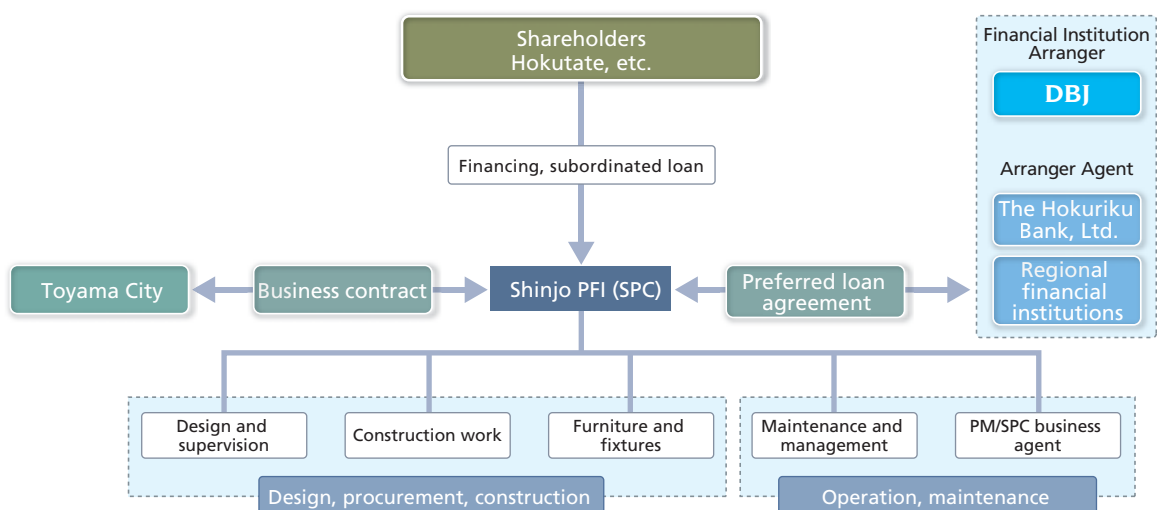 Shareholders
Hokutate, etc.
Financial Institution
Arranger
DBJ
Financing, subordinated loan
Arranger Agent
The Hokuriku
Bank, Ltd.
Regional
financial
institutions
Toyama City
Business contract
Shinjo PFI (SPC)
Preferred loan
agreement
Design and
supervision
Construction work
Furniture and
fixtures
Maintenance and
management
PM/SPC business
agent
Design, procurement, construction
Operation, maintenance